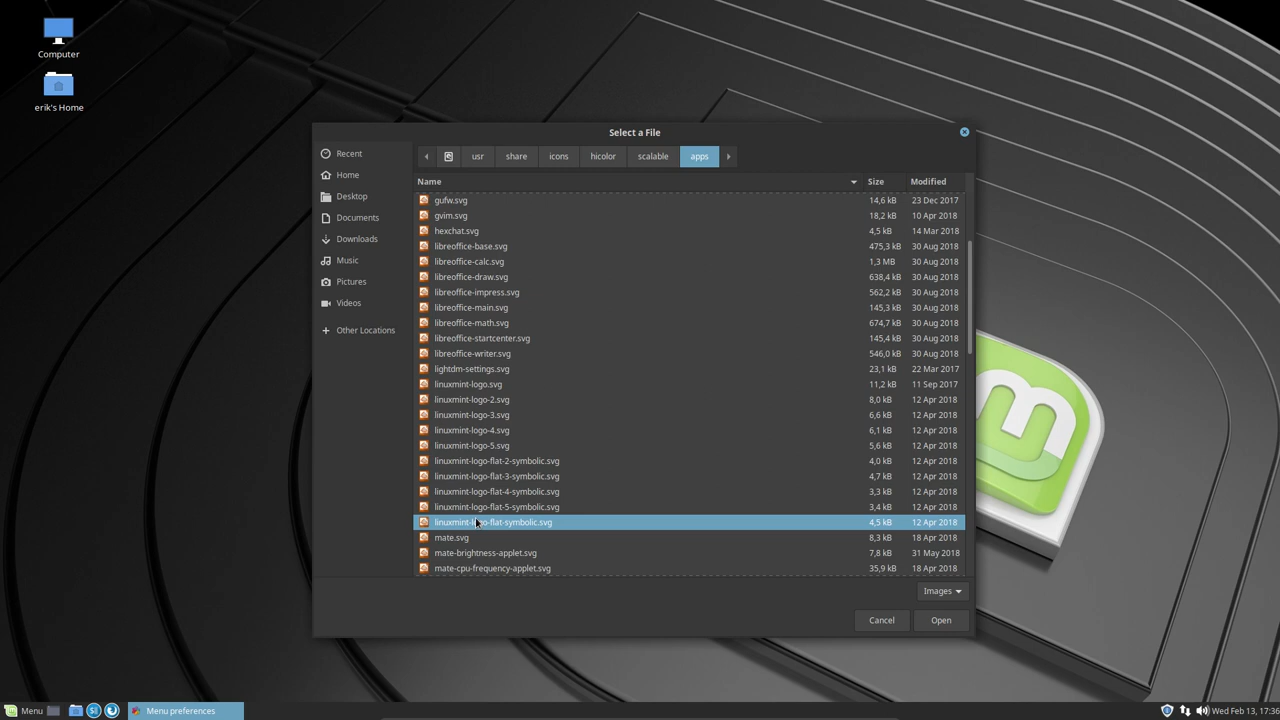 Computer
erik's Home
Select a File
Recent
Home
Desktop
Documents
Downloads
Music
Pictures
Videos
Other Locations
usr share icons hicolor scalable apps
Name Size Modified
gufw.svg 14,6 kB 23 Dec 2017
gvim.svg 18,2 kB 10 Apr 2018
hexchat.svg 4,5 kB 14 Mar 2018
libreoffice-base.svg 475,3 kB 30 Aug 2018
libreoffice-calc.svg 1,3 MB 30 Aug 2018
libreoffice-draw.svg 638,4 kB 30 Aug 2018
libreoffice-impress.svg 562,2 kB 30 Aug 2018
libreoffice-main.svg 145,3 kB 30 Aug 2018
libreoffice-math.svg 674,7 kB 30 Aug 2018
libreoffice-startcenter.svg 145,4 kB 30 Aug 2018
libreoffice-writer.svg 546,0 kB 30 Aug 2018
lightdm-settings.svg 23,1 kB 22 Mar 2017
linuxmint-logo.svg 11,2 kB 11 Sep 2017
linuxmint-logo-2.svg 8,0 kB 12 Apr 2018
linuxmint-logo-3.svg 6,6 kB 12 Apr 2018
linuxmint-logo-4.svg 6,1 kB 12 Apr 2018
linuxmint-logo-5.svg 5,6 kB 12 Apr 2018
linuxmint-logo-flat-2-symbolic.svg 4,0 kB 12 Apr 2018
linuxmint-logo-flat-3-symbolic.svg 4,7 kB 12 Apr 2018
linuxmint-logo-flat-4-symbolic.svg 3,3 kB 12 Apr 2018
linuxmint-logo-flat-5-symbolic.svg 3,4 kB 12 Apr 2018
linuxmint-logo-flat-symbolic.svg 4,5 kB 12 Apr 2018
mate.svg 8,3 kB 18 Apr 2018
mate-brightness-applet.svg 7,8 kB 31 May 2018
mate-cpu-frequency-applet.svg 35,9 kB 18 Apr 2018
Images
Cancel Open
Menu Menu preferences Wed Feb 13, 17:36